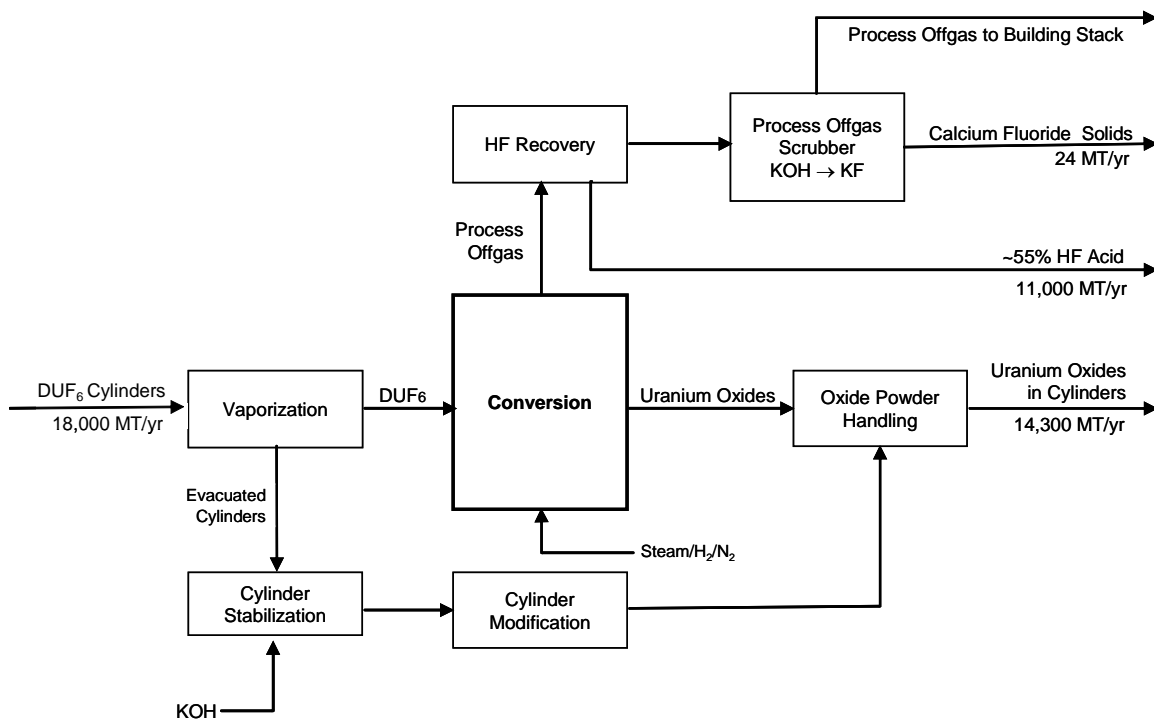 Process Offgas to Building Stack
HF Recovery
Process Offgas
Scrubber
KOH → KF
Calcium Fluoride Solids
24 MT/yr
Process
Offgas
~55% HF Acid
11,000 MT/yr
DUF₆ Cylinders
18,000 MT/yr
Vaporization
DUF₆
Conversion
Uranium Oxides
Oxide Powder
Handling
Uranium Oxides
in Cylinders
14,300 MT/yr
Evacuated
Cylinders
Steam/H₂/N₂
Cylinder
Stabilization
Cylinder
Modification
KOH